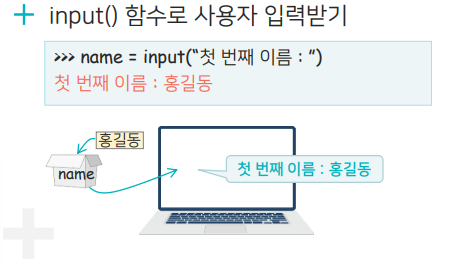 + input() 함수로 사용자 입력받기
>>> name = input(“첫 번째 이름 : ”)
첫 번째 이름 : 홍길동
홍길동
name
첫 번째 이름 : 홍길동